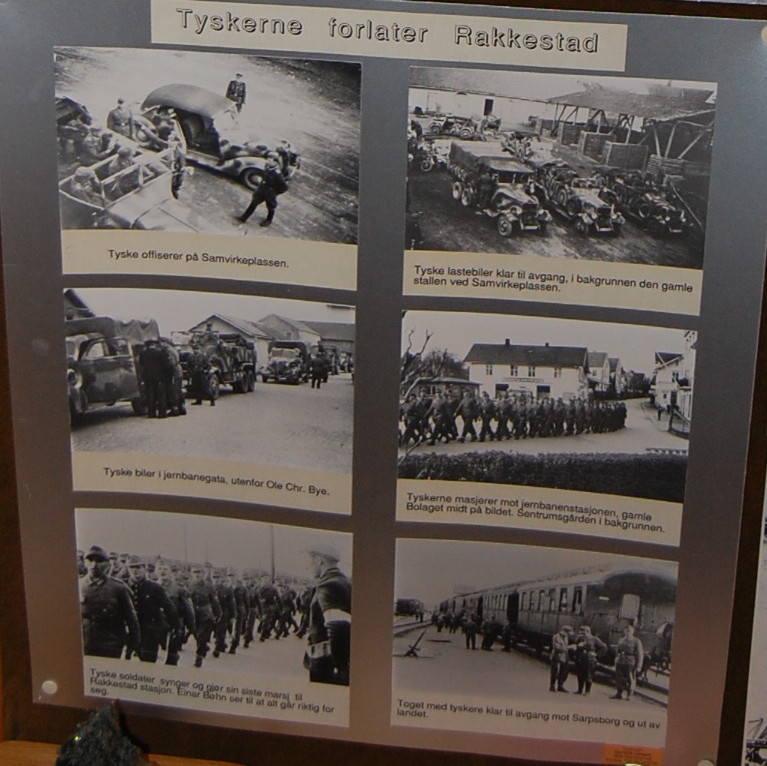 Tyskerne forlater Rakkestad
Tyske offiserer på Samvirkeplassen.
Tyske lastebiler klar til avgang, i bakgrunnen den gamle
stallen ved Samvirkeplassen.
Tyske biler i jernbanegata, utenfor Ole Chr. Bye.
Tyskerne masjerer mot jernbanenstasjonen, gamle
Bolaget midt på bildet. Sentrumsgården i bakgrunnen.
Tyske soldater synger og gjør sin siste marsj til
Rakkestad stasjon. Einar Bøhn ser til at alt går riktig for
seg.
Toget med tyskere klar til avgang mot Sarpsborg og ut av
landet.